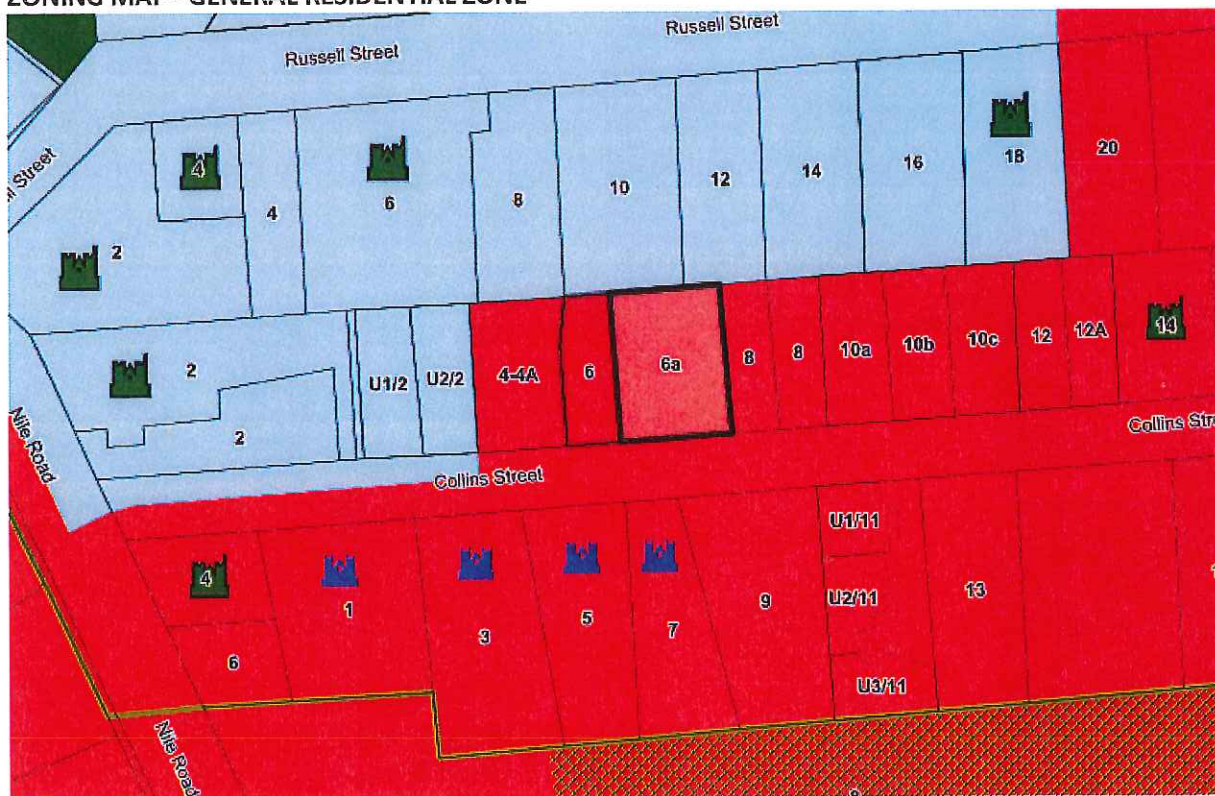 ZONING MAP – GENERAL RESIDENTIAL ZONE
Russell Street
Russell Street
Street
4
4
6
8
10
12
14
16
18
20
2
2
U1/2
U2/2
4-4A
6
6a
8
8
10a
10b
10c
12
12A
14
2
Nile Road
Collins Street
Collins
4
1
3
5
7
9
U1/11
U2/11
U3/11
13
6
Nile Road